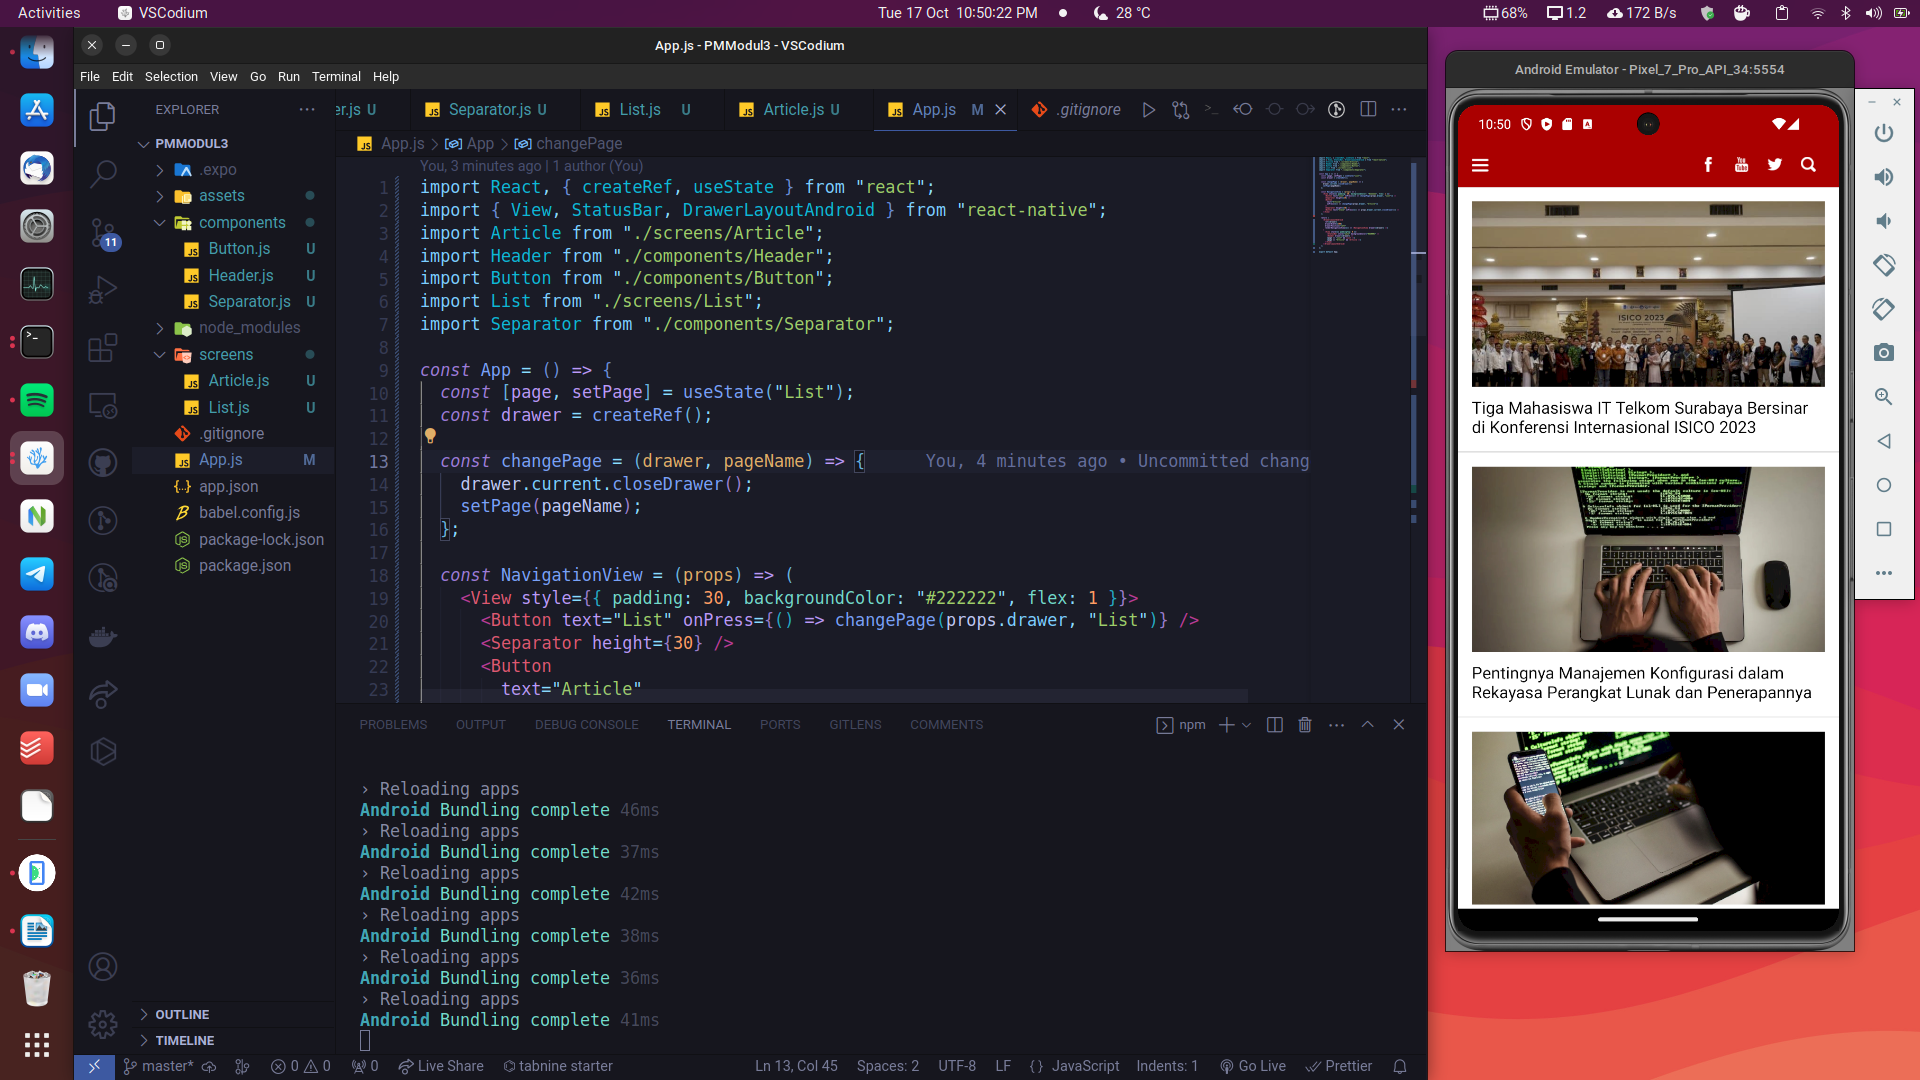 Activities
VSCodium
Tue 17 Oct 10:50:22 PM
28 °C
68%
1.2
172 B/s
App.js - PMModul3 - VSCodium
File Edit Selection View Go Run Terminal Help
EXPLORER
PMMODUL3
.expo
assets
components
Button.js U
Header.js U
Separator.js U
node_modules
screens
Article.js U
List.js U
.gitignore
App.js M
app.json
babel.config.js
package-lock.json
package.json
OUTLINE
TIMELINE
11
er.js U
Separator.js U
List.js U
Article.js U
App.js M
.gitignore
App.js > App > changePage
You, 3 minutes ago | 1 author (You)
1 import React, { createRef, useState } from "react";
2 import { View, StatusBar, DrawerLayoutAndroid } from "react-native";
3 import Article from "./screens/Article";
4 import Header from "./components/Header";
5 import Button from "./components/Button";
6 import List from "./screens/List";
7 import Separator from "./components/Separator";
8
9 const App = () => {
10 const [page, setPage] = useState("List");
11 const drawer = createRef();
12
13 const changePage = (drawer, pageName) => { You, 4 minutes ago • Uncommitted chang
14 drawer.current.closeDrawer();
15 setPage(pageName);
16 };
17
18 const NavigationView = (props) => (
19 <View style={{ padding: 30, backgroundColor: "#222222", flex: 1 }}>
20 <Button text="List" onPress={() => changePage(props.drawer, "List")} />
21 <Separator height={30} />
22 <Button
23 text="Article"
PROBLEMS OUTPUT DEBUG CONSOLE TERMINAL PORTS GITLENS COMMENTS
npm
› Reloading apps
Android Bundling complete 46ms
› Reloading apps
Android Bundling complete 37ms
› Reloading apps
Android Bundling complete 42ms
› Reloading apps
Android Bundling complete 38ms
› Reloading apps
Android Bundling complete 36ms
› Reloading apps
Android Bundling complete 41ms
master*
0 0
0
Live Share
tabnine starter
Ln 13, Col 45
Spaces: 2
UTF-8
LF
JavaScript
Indents: 1
Go Live
Prettier
Android Emulator - Pixel_7_Pro_API_34:5554
10:50
ISICO 2023
Tiga Mahasiswa IT Telkom Surabaya Bersinar
di Konferensi Internasional ISICO 2023
Pentingnya Manajemen Konfigurasi dalam
Rekayasa Perangkat Lunak dan Penerapannya